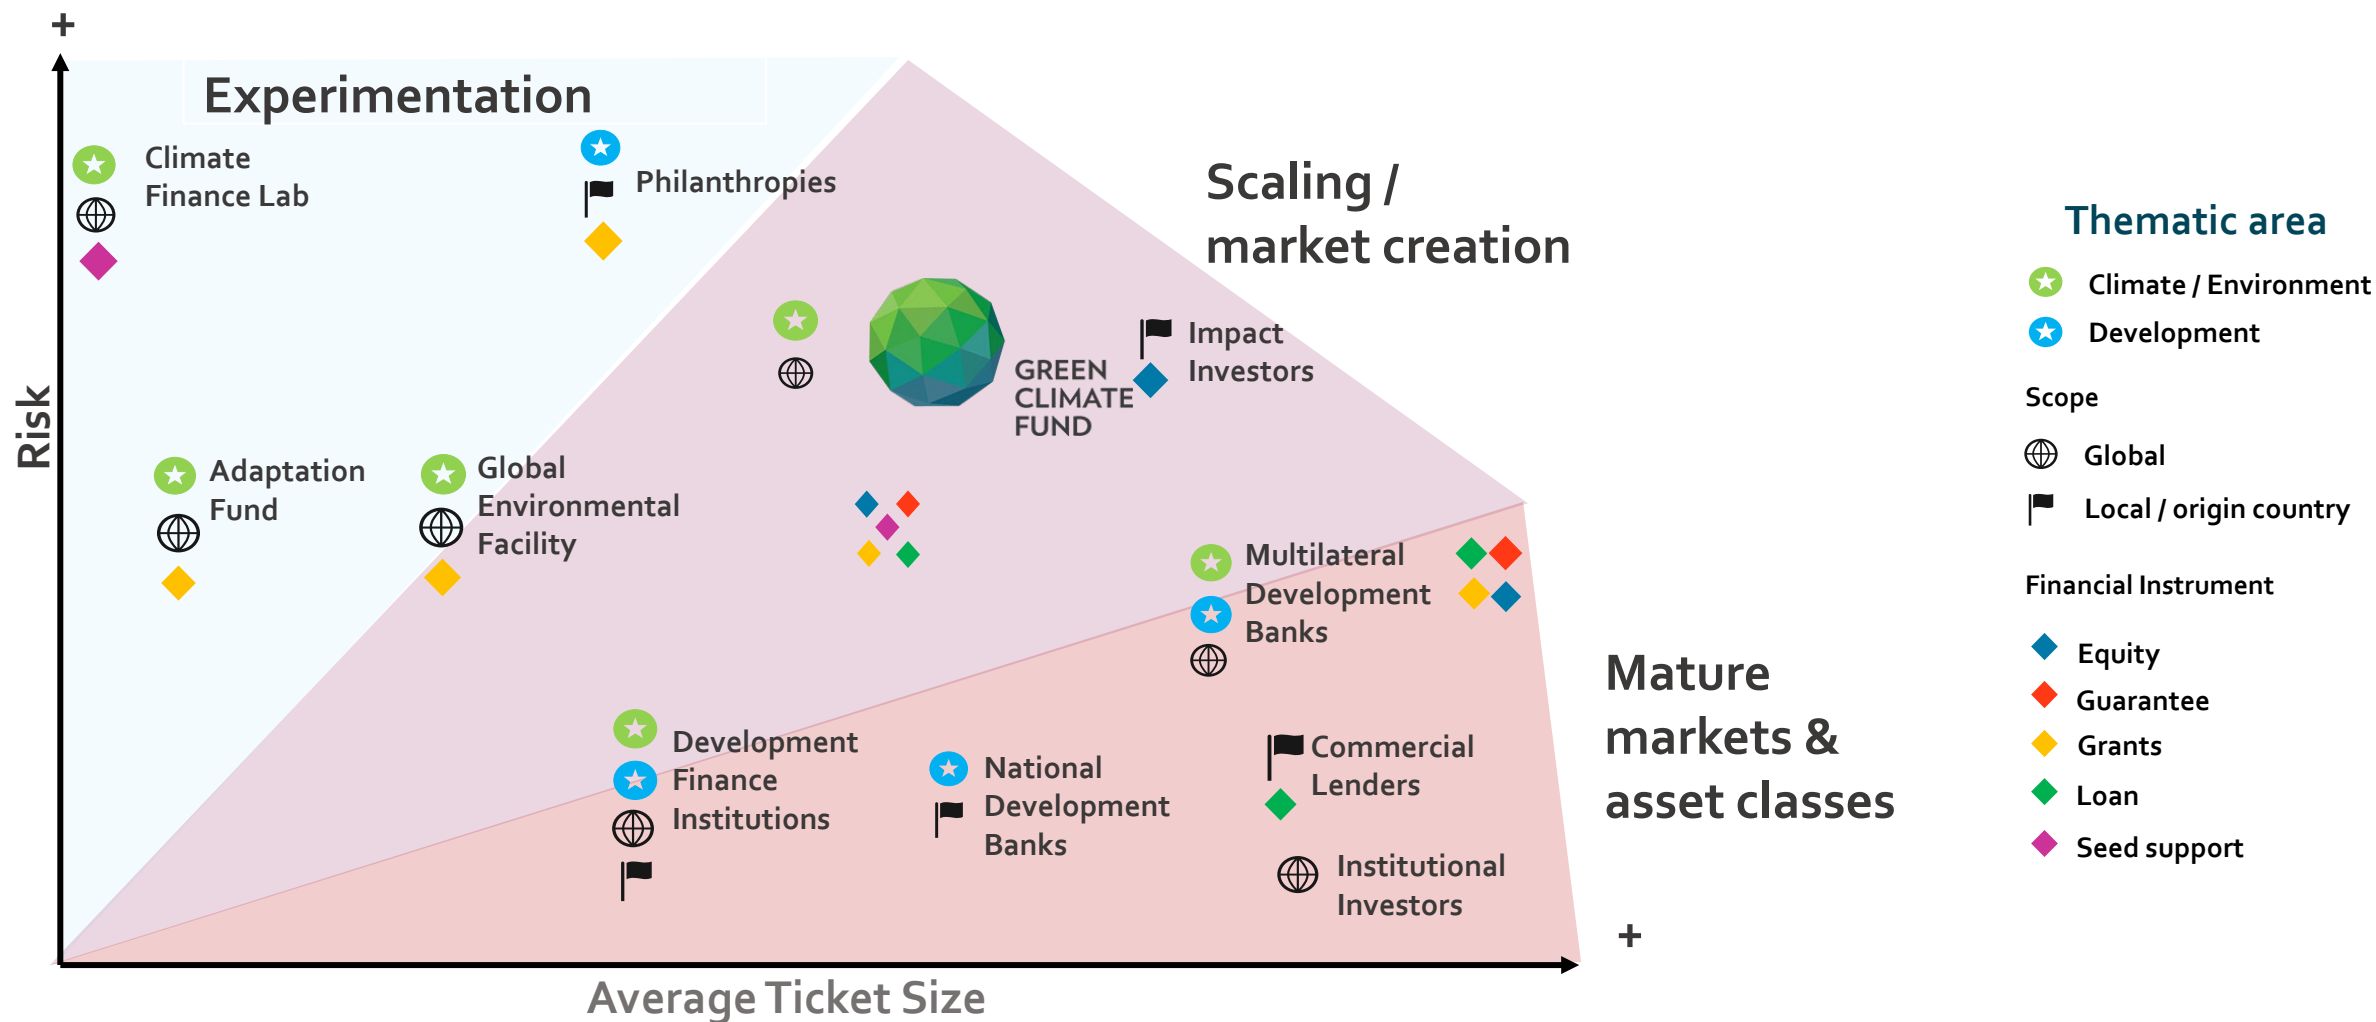 +
Experimentation
Climate
Finance Lab
Philanthropies
Scaling /
market creation
GREEN
CLIMATE
FUND
Impact
Investors
Risk
Adaptation
Fund
Global
Environmental
Facility
Multilateral
Development
Banks
Development
Finance
Institutions
National
Development
Banks
Commercial
Lenders
Institutional
Investors
Mature
markets &
asset classes
+
Average Ticket Size
Thematic area
Climate / Environment
Development
Scope
Global
Local / origin country
Financial Instrument
Equity
Guarantee
Grants
Loan
Seed support